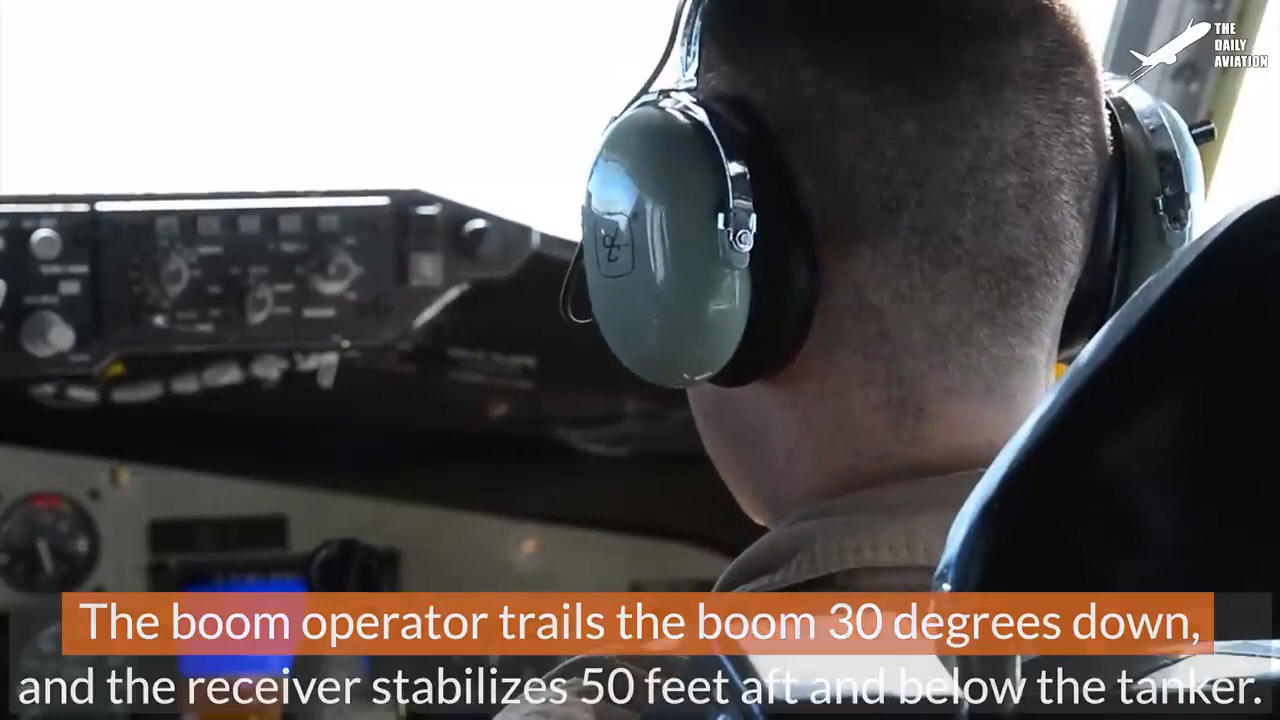 THE
DAILY
AVIATION
The boom operator trails the boom 30 degrees down,
and the receiver stabilizes 50 feet aft and below the tanker.